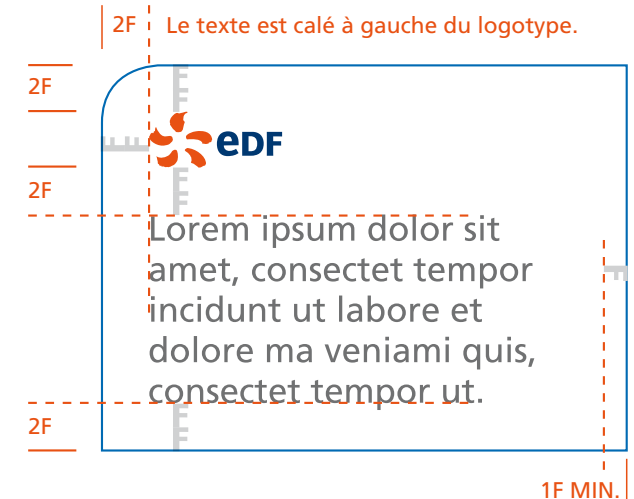 2F Le texte est calé à gauche du logotype.
2F
eDF
2F
Lorem ipsum dolor sit
amet, consectet tempor
incidunt ut labore et
dolore ma veniami quis,
consectet tempor ut.
2F
1F MIN.